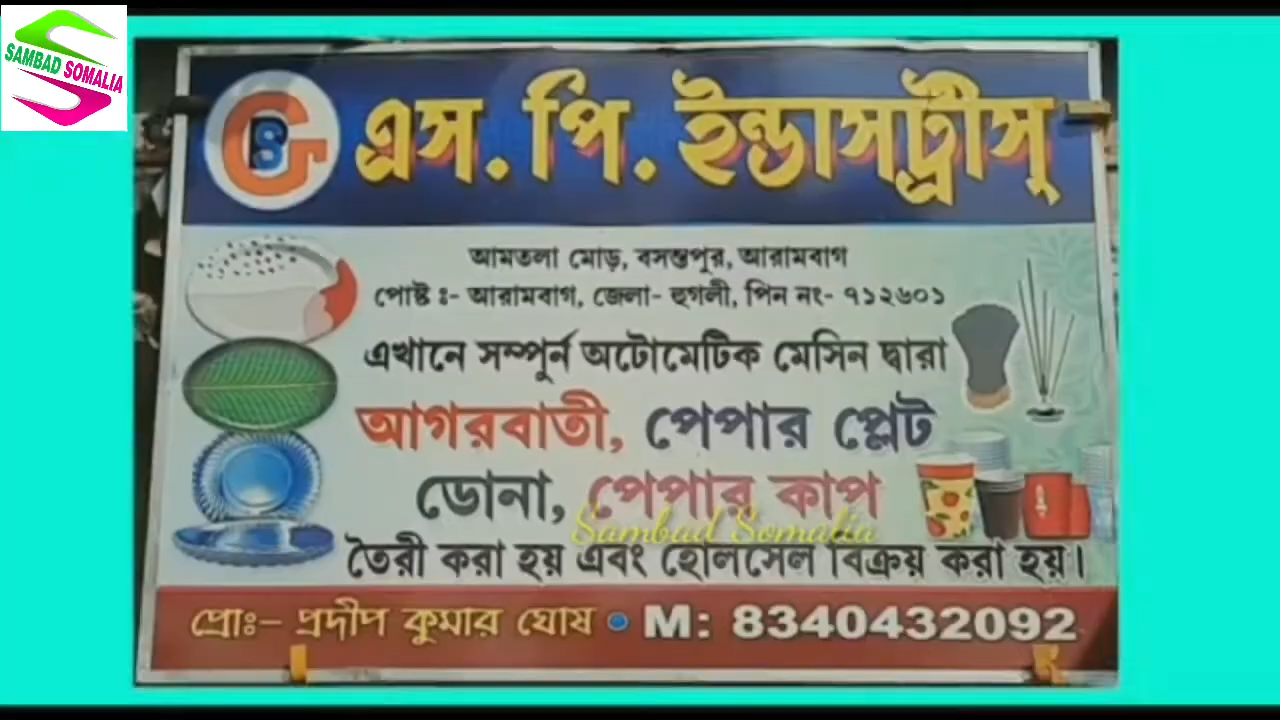 SAMBAD SOMALIA
এস. পি. ইন্ডাসট্রীস্
আমতলা মোড়, বসন্তপুর, আরামবাগ
পোষ্ট ঃ- আরামবাগ, জেলা- হুগলী, পিন নং- ৭১২৬০১
এখানে সম্পুর্ন অটোমেটিক মেসিন দ্বারা
আগরবাতী, পেপার প্লেট
ডোনা, পেপার কাপ
Sambad Somalia
তৈরী করা হয় এবং হোলসেল বিক্রয় করা হয়।
প্রোঃ- প্রদীপ কুমার ঘোষ • M: 8340432092